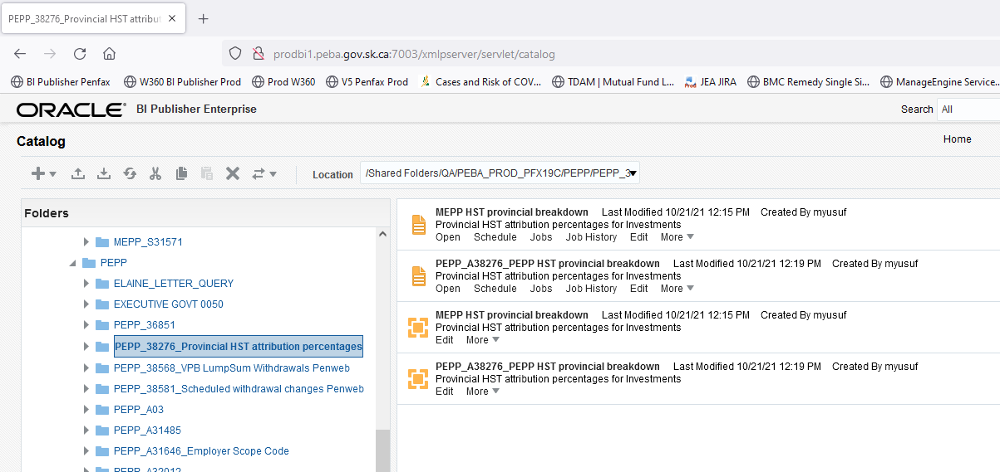 PEPP_38276_Provincial HST attribut
prodbi1.peba.gov.sk.ca:7003/xmlpserver/servlet/catalog
BI Publisher Penfax W360 BI Publisher Prod Prod W360 V5 Penfax Prod Cases and Risk of COV... TDAM | Mutual Fund L... JEA JIRA BMC Remedy Single Si... ManageEngine Service...
ORACLE BI Publisher Enterprise Search All
Catalog Home
Location /Shared Folders/QA/PEBA_PROD_PFX19C/PEPP/PEPP_3
Folders
MEPP_S31571
PEPP
ELAINE_LETTER_QUERY
EXECUTIVE GOVT 0050
PEPP_36851
PEPP_38276_Provincial HST attribution percentages
PEPP_38568_VPB LumpSum Withdrawals Penweb
PEPP_38581_Scheduled withdrawal changes Penweb
PEPP_A03
PEPP_A31485
PEPP_A31646_Employer Scope Code
PEPP_A32012
MEPP HST provincial breakdown Last Modified 10/21/21 12:15 PM Created By myusuf
Provincial HST attribution percentages for Investments
Open Schedule Jobs Job History Edit More
PEPP_A38276_PEPP HST provincial breakdown Last Modified 10/21/21 12:19 PM Created By myusuf
Provincial HST attribution percentages for Investments
Open Schedule Jobs Job History Edit More
MEPP HST provincial breakdown Last Modified 10/21/21 12:15 PM Created By myusuf
Provincial HST attribution percentages for Investments
Edit More
PEPP_A38276_PEPP HST provincial breakdown Last Modified 10/21/21 12:19 PM Created By myusuf
Provincial HST attribution percentages for Investments
Edit More